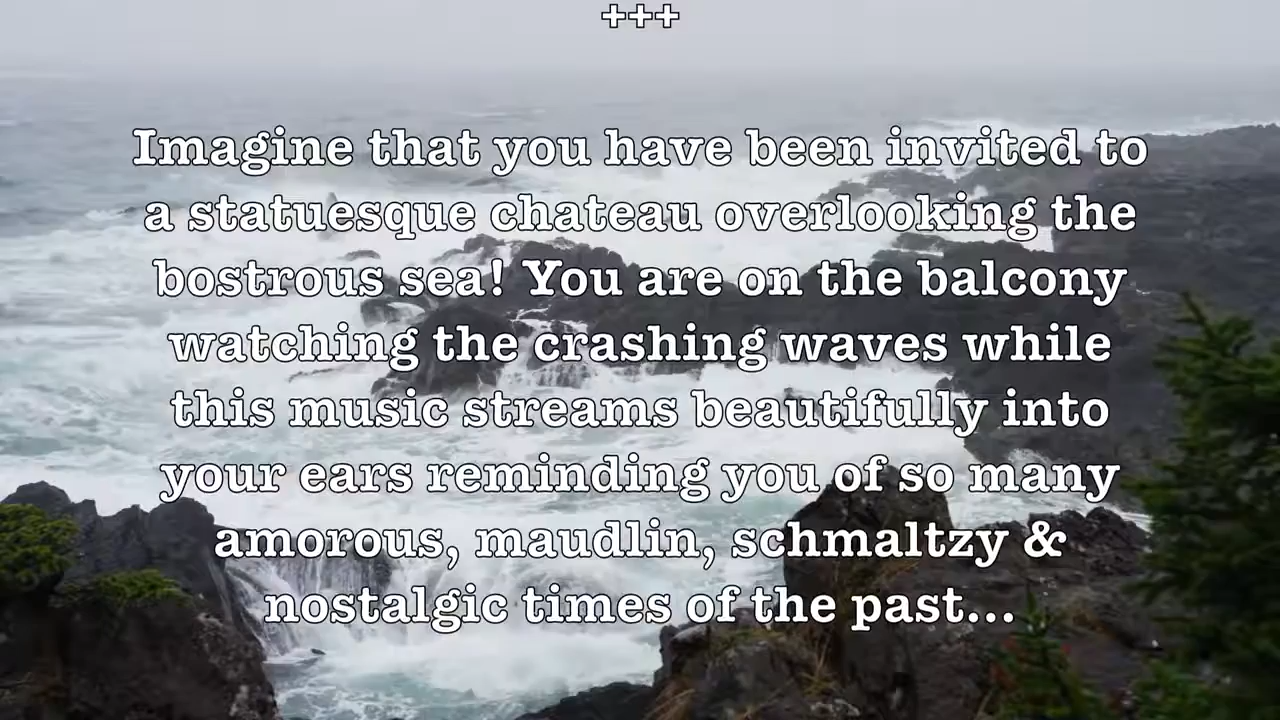 +++
Imagine that you have been invited to
a statuesque chateau overlooking the
bostrous sea! You are on the balcony
watching the crashing waves while
this music streams beautifully into
your ears reminding you of so many
amorous, maudlin, schmaltzy &
nostalgic times of the past...